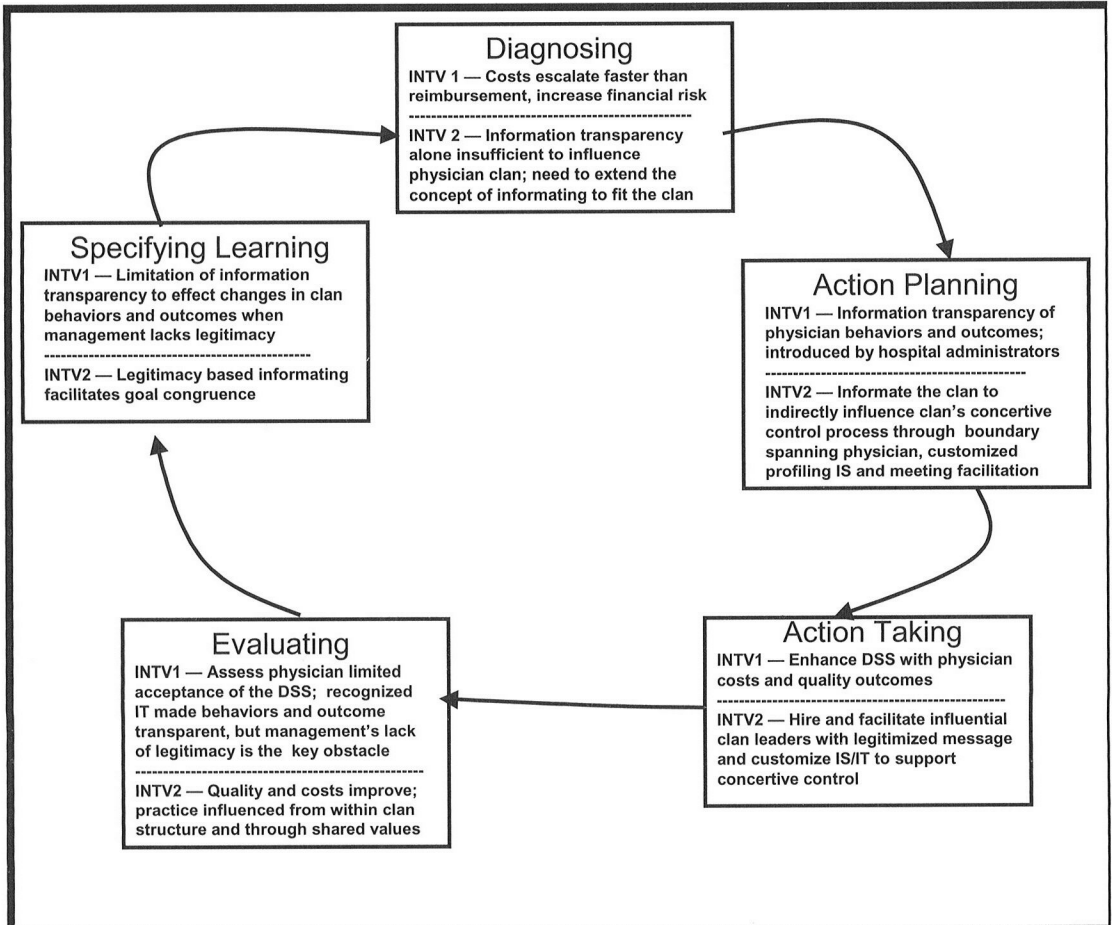 Diagnosing
INTV 1 — Costs escalate faster than
reimbursement, increase financial risk
INTV 2 — Information transparency
alone insufficient to influence
physician clan; need to extend the
concept of informating to fit the clan
Action Planning
INTV1 — Information transparency of
physician behaviors and outcomes;
introduced by hospital administrators
INTV2 — Informate the clan to
indirectly influence clan's concertive
control process through boundary
spanning physician, customized
profiling IS and meeting facilitation
Action Taking
INTV1 — Enhance DSS with physician
costs and quality outcomes
INTV2 — Hire and facilitate influential
clan leaders with legitimized message
and customize IS/IT to support
concertive control
Evaluating
INTV1 — Assess physician limited
acceptance of the DSS; recognized
IT made behaviors and outcome
transparent, but management's lack
of legitimacy is the key obstacle
INTV2 — Quality and costs improve;
practice influenced from within clan
structure and through shared values
Specifying Learning
INTV1 — Limitation of information
transparency to effect changes in clan
behaviors and outcomes when
management lacks legitimacy
INTV2 — Legitimacy based informating
facilitates goal congruence